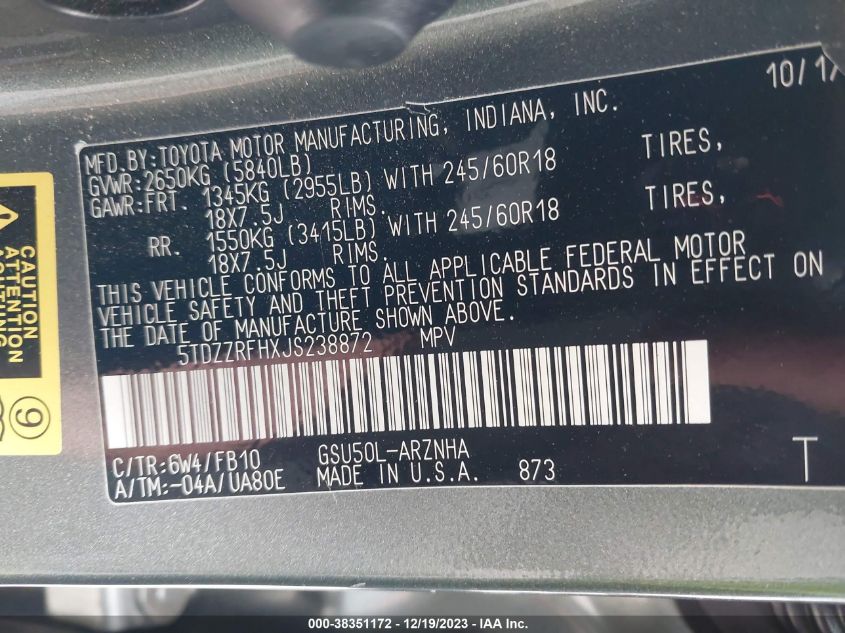 10/17
MFD.BY:TOYOTA MOTOR MANUFACTURING, INDIANA, INC.
GVWR:2650KG (5840LB)
GAWR:FRT. 1345KG (2955LB) WITH 245/60R18 TIRES,
18X7.5J RIMS.
RR. 1550KG (3415LB) WITH 245/60R18 TIRES,
18X7.5J RIMS.
THIS VEHICLE CONFORMS TO ALL APPLICABLE FEDERAL MOTOR
VEHICLE SAFETY AND THEFT PREVENTION STANDARDS IN EFFECT ON
THE DATE OF MANUFACTURE SHOWN ABOVE.
5TDZZRFHXJS238872 MPV
C/TR:6W4/FB10 GSU50L-ARZNHA
A/TM:-04A/UA80E MADE IN U.S.A. 873 T
CAUTION
ATTENTION
9
000-38351172 - 12/19/2023 - IAA Inc.